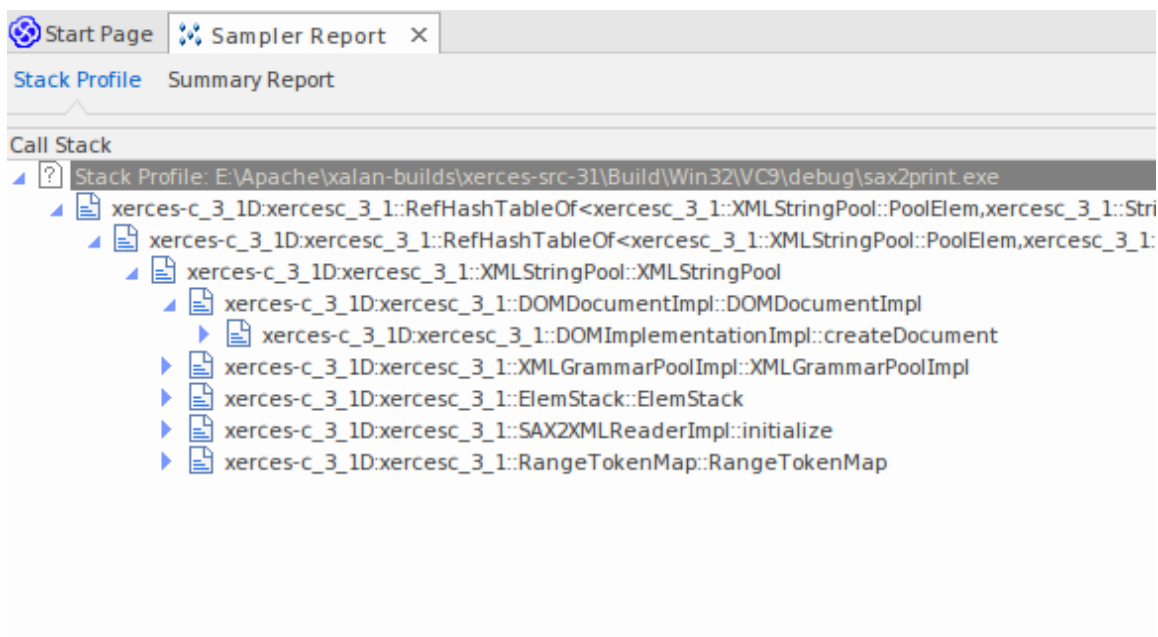 Start Page Sampler Report
Stack Profile Summary Report
Call Stack
Stack Profile: E:\Apache\xalan-builds\xerces-src-31\Build\Win32\VC9\debug\sax2print.exe
xerces-c_3_1D:xercesc_3_1::RefHashTableOf<xercesc_3_1::XMLStringPool::PoolElem,xercesc_3_1::Stri
xerces-c_3_1D:xercesc_3_1::RefHashTableOf<xercesc_3_1::XMLStringPool::PoolElem,xercesc_3_1:
xerces-c_3_1D:xercesc_3_1::XMLStringPool::XMLStringPool
xerces-c_3_1D:xercesc_3_1::DOMDocumentImpl::DOMDocumentImpl
xerces-c_3_1D:xercesc_3_1::DOMImplementationImpl::createDocument
xerces-c_3_1D:xercesc_3_1::XMLGrammarPoolImpl::XMLGrammarPoolImpl
xerces-c_3_1D:xercesc_3_1::ElemStack::ElemStack
xerces-c_3_1D:xercesc_3_1::SAX2XMLReaderImpl::initialize
xerces-c_3_1D:xercesc_3_1::RangeTokenMap::RangeTokenMap